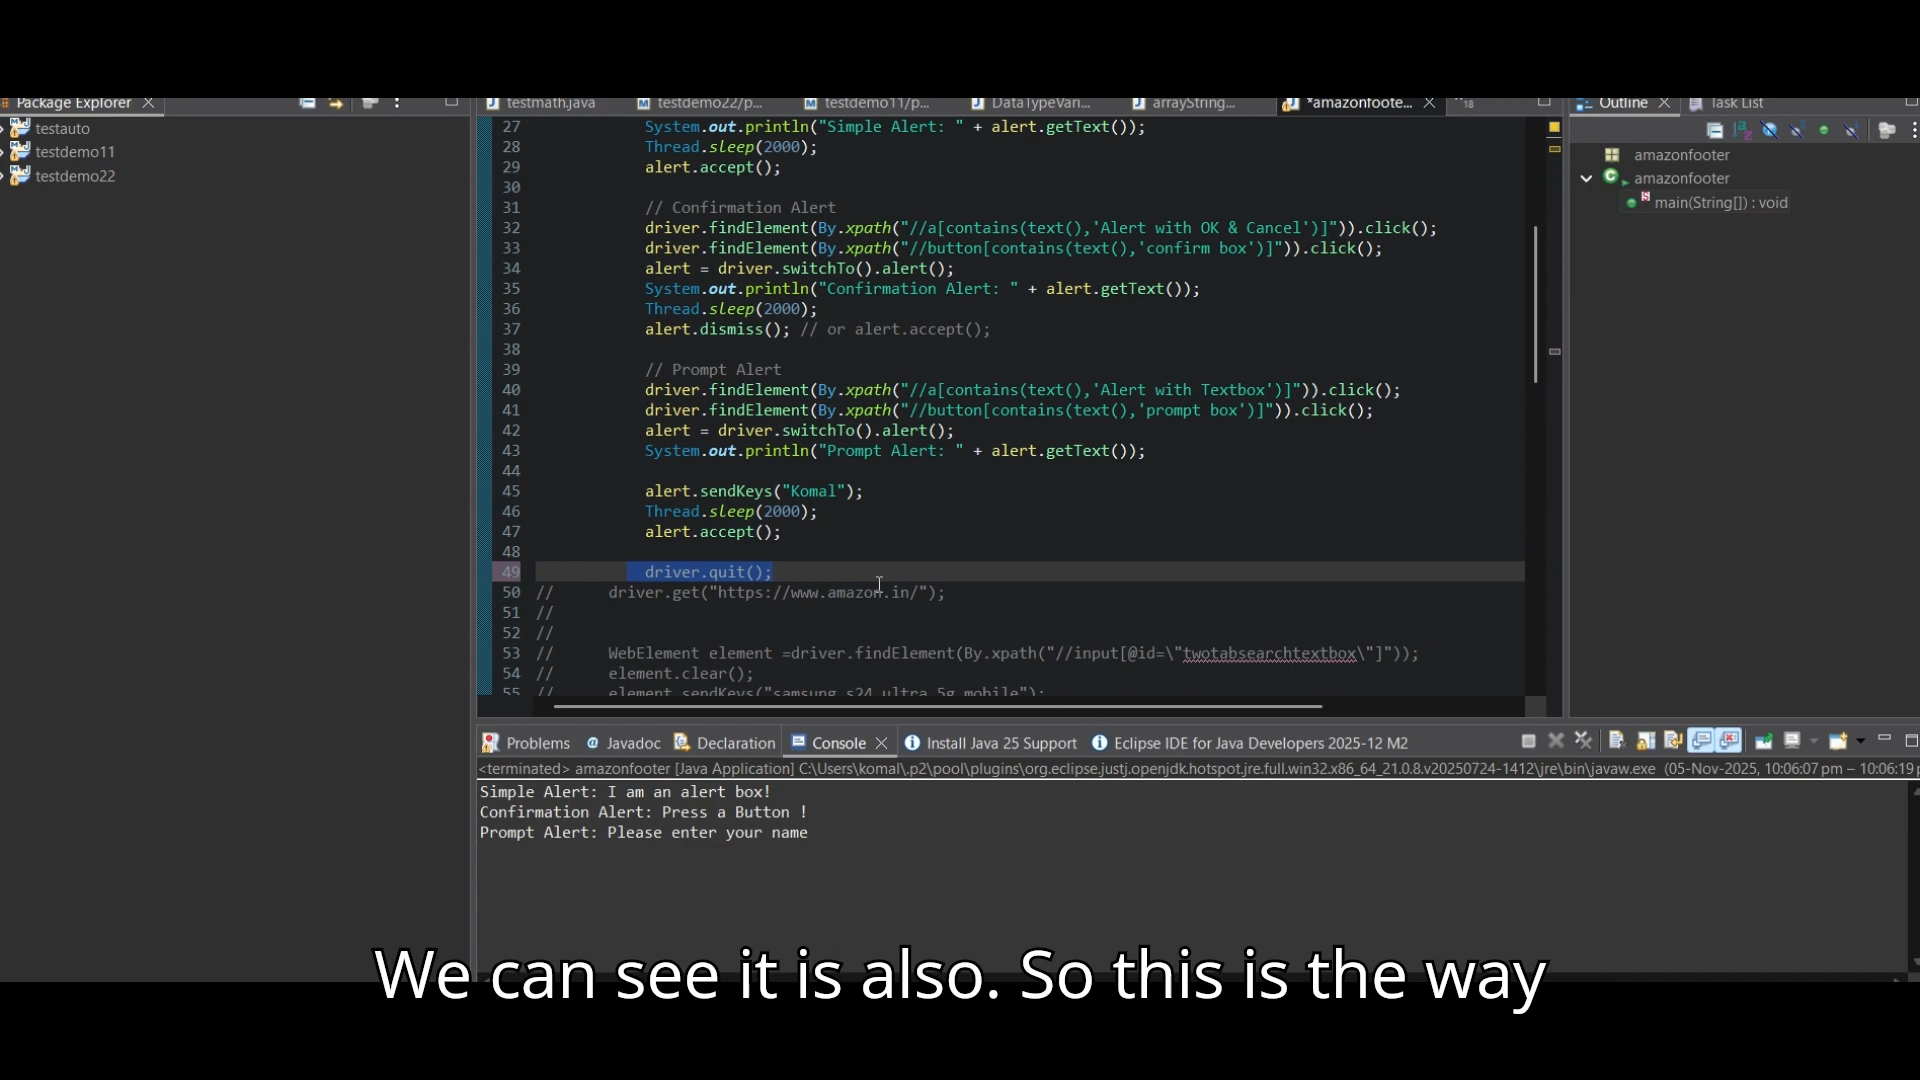 Package Explorer
testauto
testdemo11
testdemo22
testmath.java
testdemo22/p...
testdemo11/p...
DataTypeVari...
arrayString...
*amazonfoote...
18
27 System.out.println("Simple Alert: " + alert.getText());
28 Thread.sleep(2000);
29 alert.accept();
30
31 // Confirmation Alert
32 driver.findElement(By.xpath("//a[contains(text(),'Alert with OK & Cancel')]")).click();
33 driver.findElement(By.xpath("//button[contains(text(),'confirm box')]")).click();
34 alert = driver.switchTo().alert();
35 System.out.println("Confirmation Alert: " + alert.getText());
36 Thread.sleep(2000);
37 alert.dismiss(); // or alert.accept();
38
39 // Prompt Alert
40 driver.findElement(By.xpath("//a[contains(text(),'Alert with Textbox')]")).click();
41 driver.findElement(By.xpath("//button[contains(text(),'prompt box')]")).click();
42 alert = driver.switchTo().alert();
43 System.out.println("Prompt Alert: " + alert.getText());
44
45 alert.sendKeys("Komal");
46 Thread.sleep(2000);
47 alert.accept();
48
49 driver.quit();
50 // driver.get("https://www.amazon.in/");
51 //
52 //
53 // WebElement element =driver.findElement(By.xpath("//input[@id=\"twotabsearchtextbox\"]"));
54 // element.clear();
55 // element.sendKeys("samsung s24 ultra 5g mobile");
Outline
Task List
amazonfooter
amazonfooter
main(String[]) : void
Problems
Javadoc
Declaration
Console
Install Java 25 Support
Eclipse IDE for Java Developers 2025-12 M2
<terminated> amazonfooter [Java Application] C:\Users\komal\.p2\pool\plugins\org.eclipse.justj.openjdk.hotspot.jre.full.win32.x86_64_21.0.8.v20250724-1412\jre\bin\javaw.exe (05-Nov-2025, 10:06:07 pm – 10:06:19 p
Simple Alert: I am an alert box!
Confirmation Alert: Press a Button !
Prompt Alert: Please enter your name
We can see it is also. So this is the way